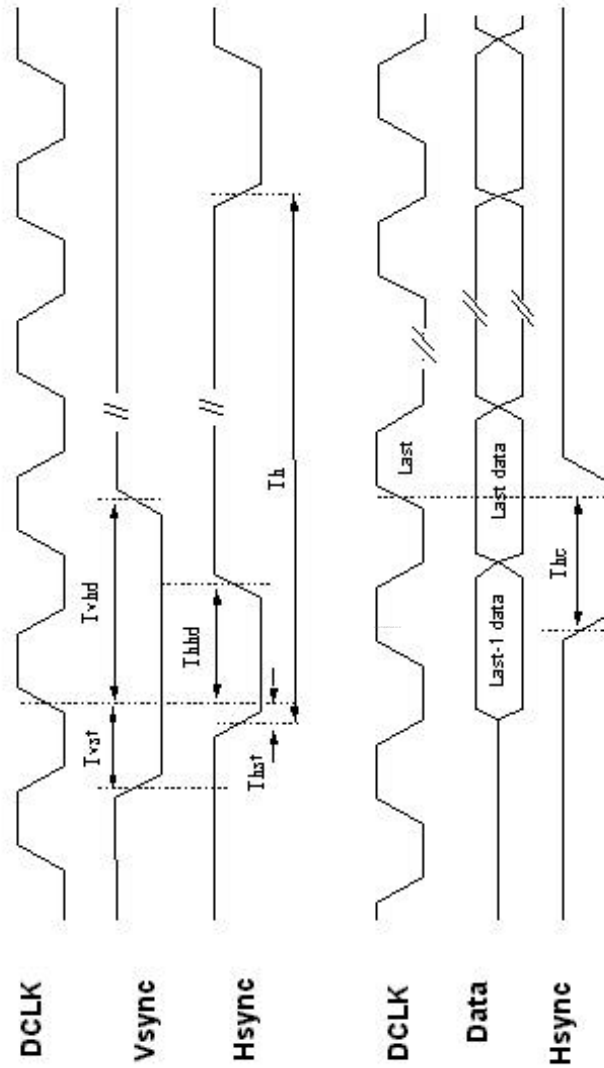 DCLK
Vsync
Tvst
Tvhd
Hsync
Thst
Thhd
Th
DCLK
Last
Data
Last-1 data
Last data
Hsync
Thc